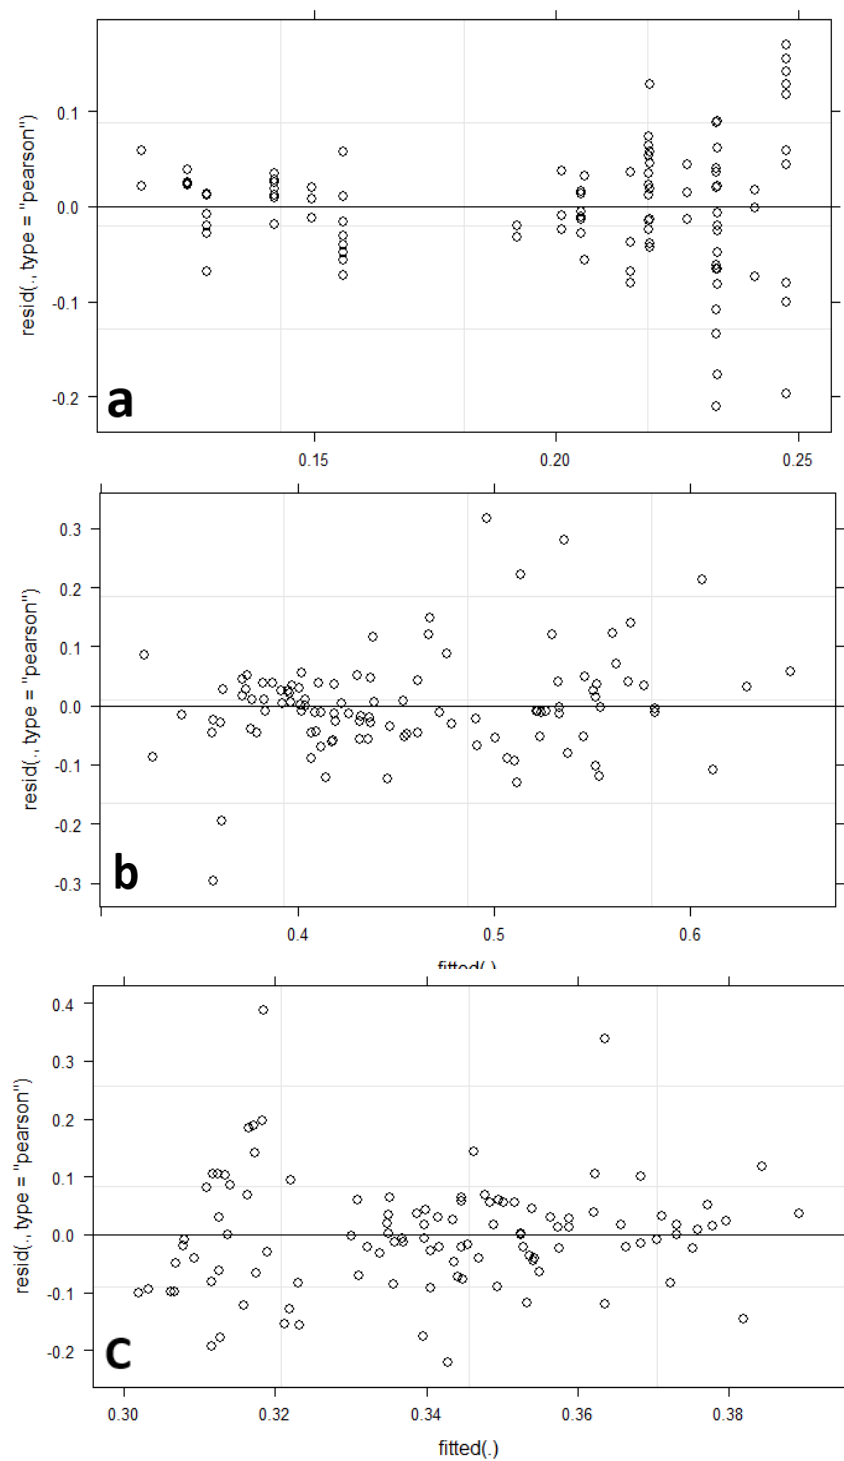 resid(., type = "pearson")
0.1
0.0
-0.1
-0.2
a
0.15 0.20 0.25
resid(., type = "pearson")
0.3
0.2
0.1
0.0
-0.1
-0.2
-0.3
b
0.4 0.5 0.6
fitted(.)
resid(., type = "pearson")
0.4
0.3
0.2
0.1
0.0
-0.1
-0.2
C
0.30 0.32 0.34 0.36 0.38
fitted(.)